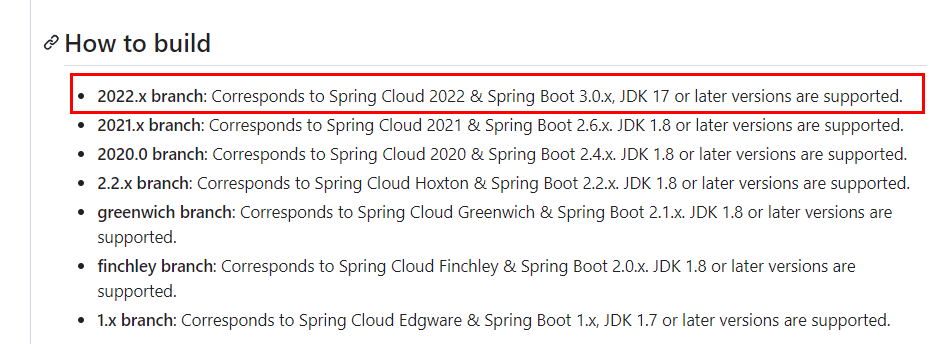 How to build
• 2022.x branch: Corresponds to Spring Cloud 2022 & Spring Boot 3.0.x, JDK 17 or later versions are supported.
• 2021.x branch: Corresponds to Spring Cloud 2021 & Spring Boot 2.6.x. JDK 1.8 or later versions are supported.
• 2020.0 branch: Corresponds to Spring Cloud 2020 & Spring Boot 2.4.x. JDK 1.8 or later versions are supported.
• 2.2.x branch: Corresponds to Spring Cloud Hoxton & Spring Boot 2.2.x. JDK 1.8 or later versions are supported.
• greenwich branch: Corresponds to Spring Cloud Greenwich & Spring Boot 2.1.x. JDK 1.8 or later versions are
supported.
• finchley branch: Corresponds to Spring Cloud Finchley & Spring Boot 2.0.x. JDK 1.8 or later versions are
supported.
• 1.x branch: Corresponds to Spring Cloud Edgware & Spring Boot 1.x, JDK 1.7 or later versions are supported.